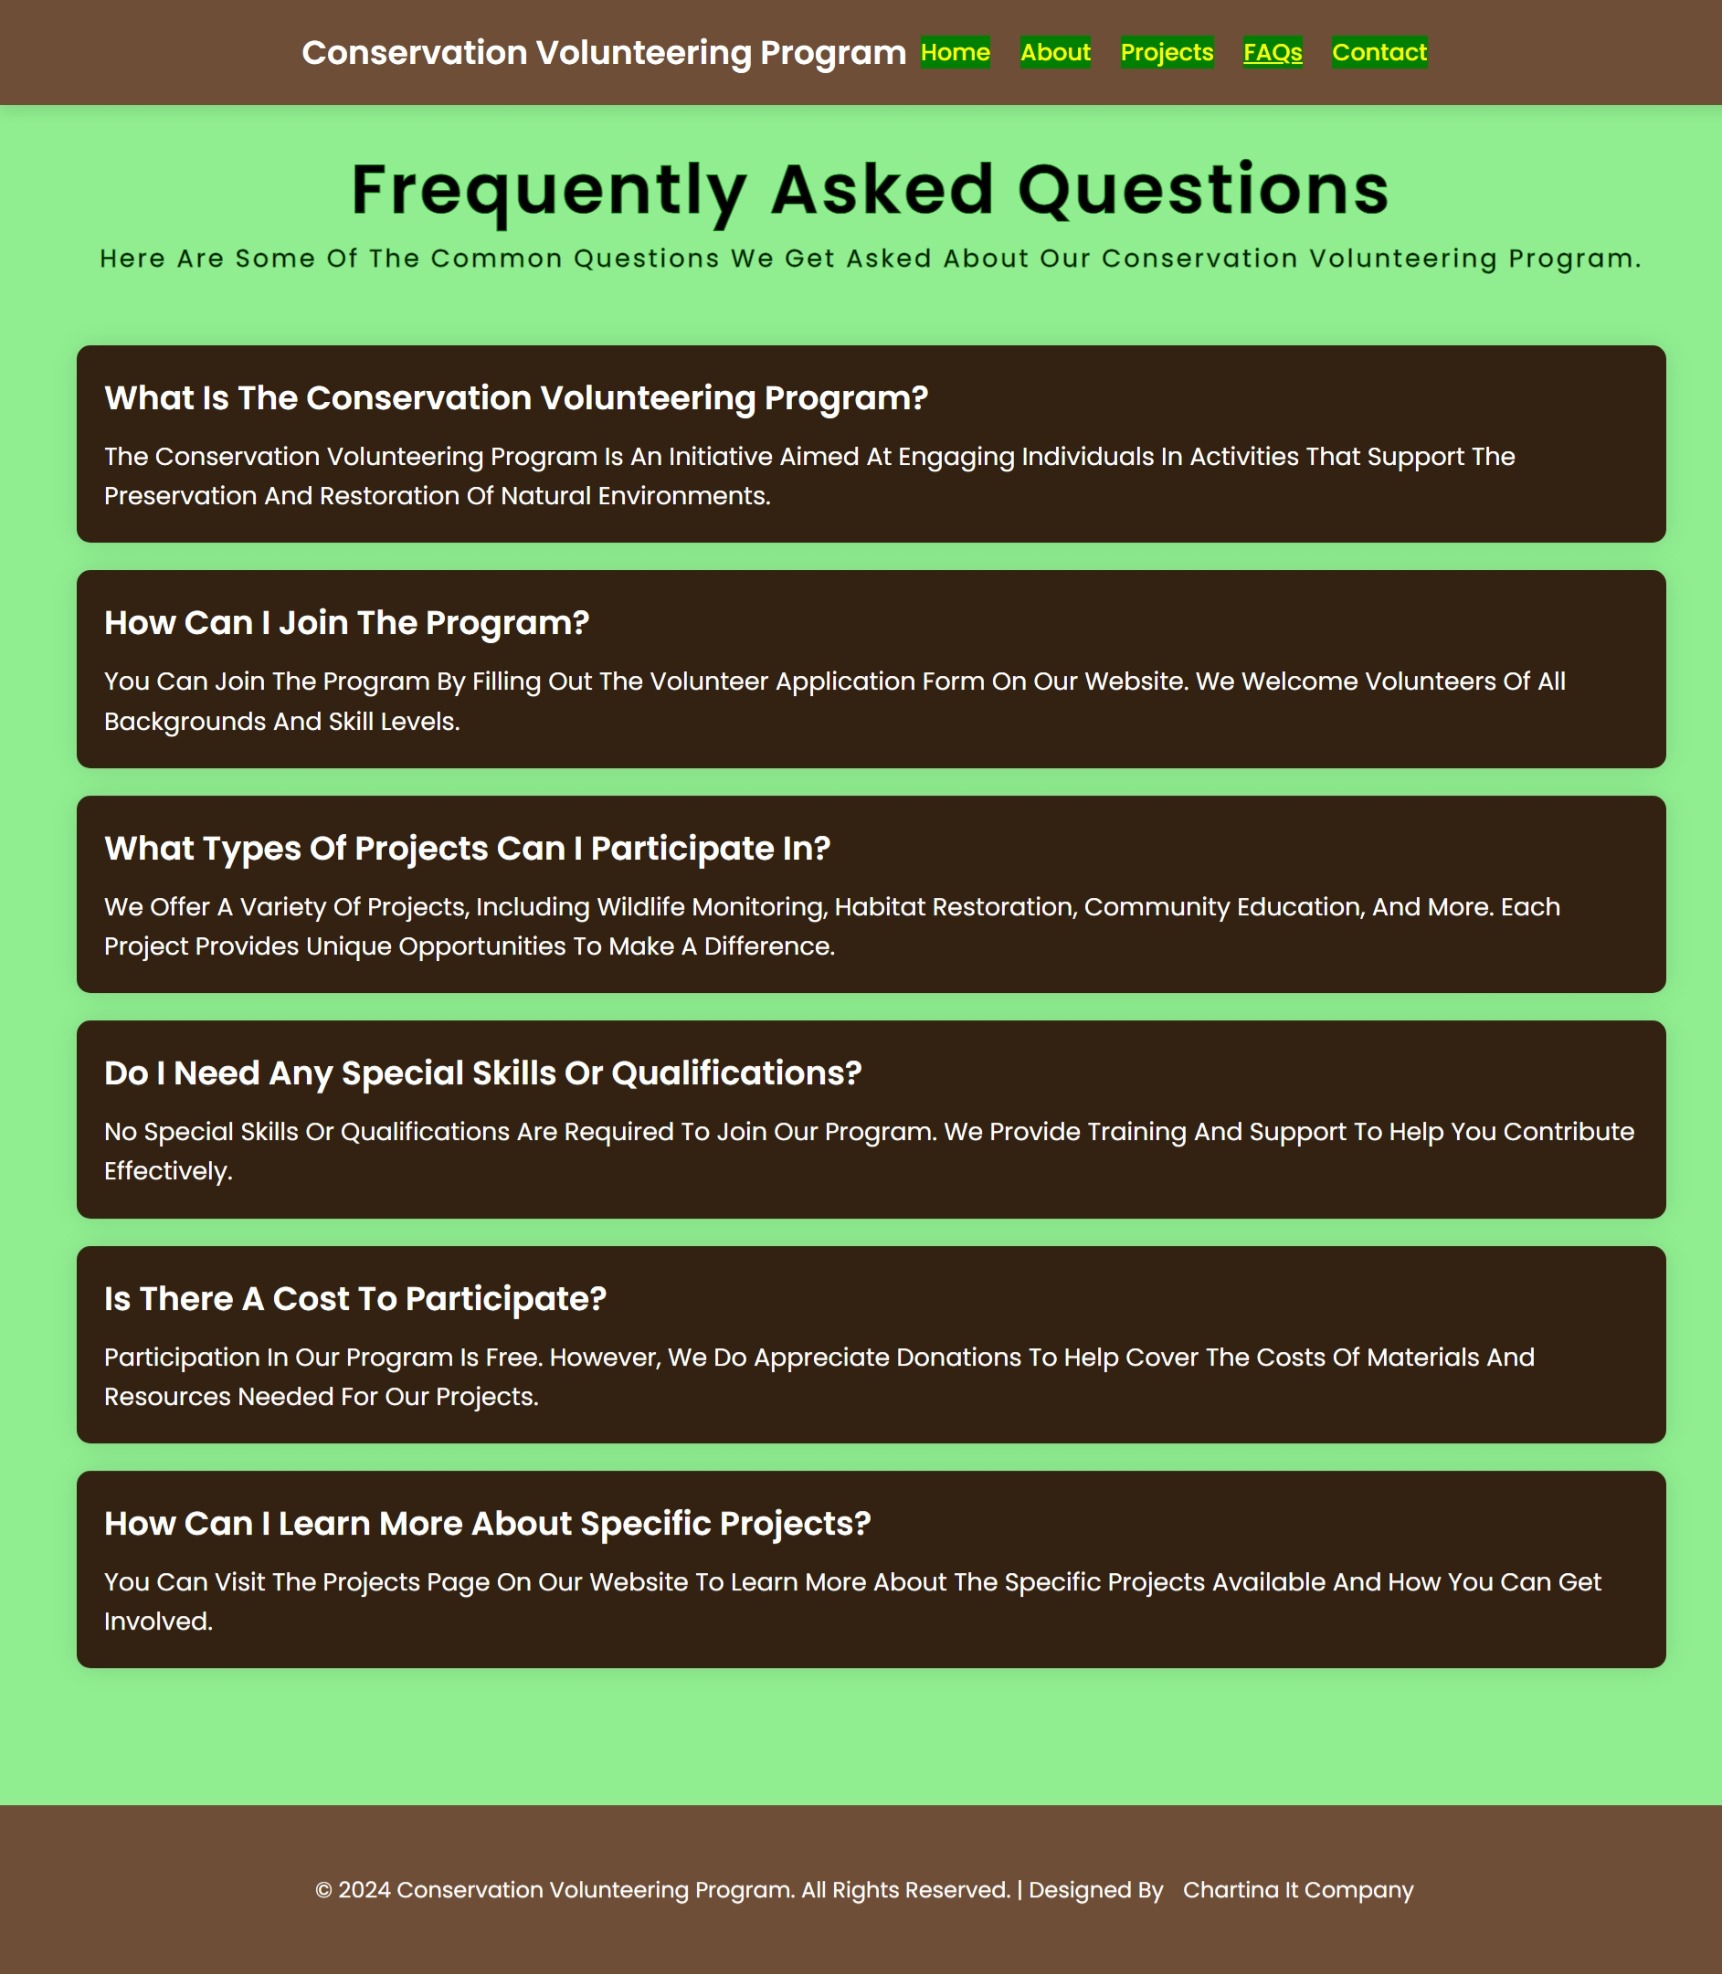 Conservation Volunteering Program Home About Projects FAQs Contact
Frequently Asked Questions
Here Are Some Of The Common Questions We Get Asked About Our Conservation Volunteering Program.
What Is The Conservation Volunteering Program?
The Conservation Volunteering Program Is An Initiative Aimed At Engaging Individuals In Activities That Support The
Preservation And Restoration Of Natural Environments.
How Can I Join The Program?
You Can Join The Program By Filling Out The Volunteer Application Form On Our Website. We Welcome Volunteers Of All
Backgrounds And Skill Levels.
What Types Of Projects Can I Participate In?
We Offer A Variety Of Projects, Including Wildlife Monitoring, Habitat Restoration, Community Education, And More. Each
Project Provides Unique Opportunities To Make A Difference.
Do I Need Any Special Skills Or Qualifications?
No Special Skills Or Qualifications Are Required To Join Our Program. We Provide Training And Support To Help You Contribute
Effectively.
Is There A Cost To Participate?
Participation In Our Program Is Free. However, We Do Appreciate Donations To Help Cover The Costs Of Materials And
Resources Needed For Our Projects.
How Can I Learn More About Specific Projects?
You Can Visit The Projects Page On Our Website To Learn More About The Specific Projects Available And How You Can Get
Involved.
© 2024 Conservation Volunteering Program. All Rights Reserved. | Designed By Chartina It Company